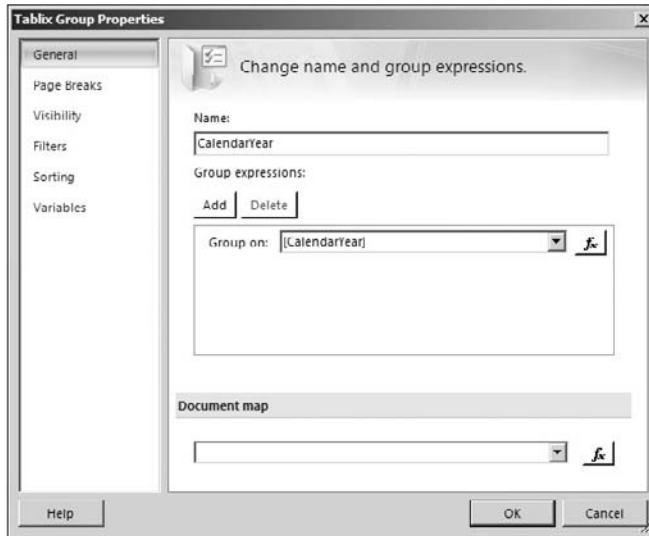 Tablix Group Properties
General
Page Breaks
Visibility
Filters
Sorting
Variables
Change name and group expressions.
Name:
CalendarYear
Group expressions:
Add Delete
Group on: [CalendarYear] fx
Document map
fx
Help OK Cancel